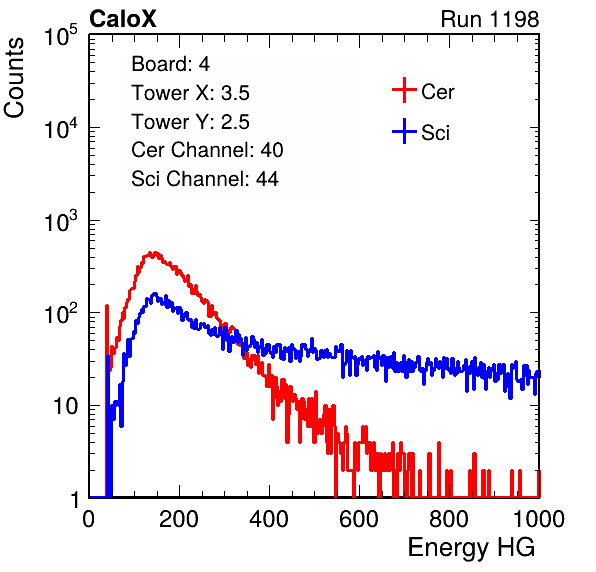 CaloX Run 1198
Counts
10^5
10^4
10^3
10^2
10
1
Board: 4
Tower X: 3.5
Tower Y: 2.5
Cer Channel: 40
Sci Channel: 44
Cer
Sci
0 200 400 600 800 1000
Energy HG